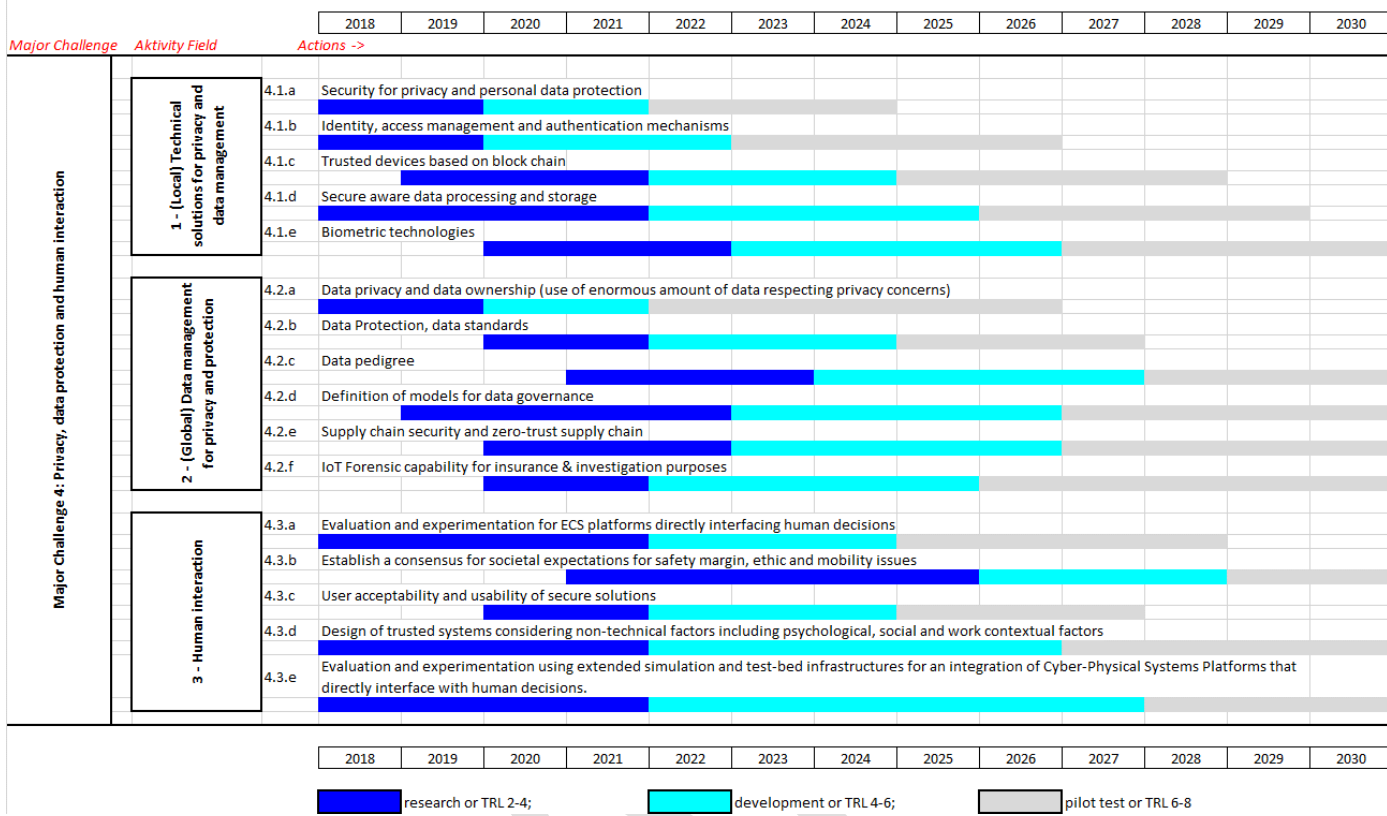 2018 2019 2020 2021 2022 2023 2024 2025 2026 2027 2028 2029 2030
Major Challenge Aktivity Field Actions ->
Major Challenge 4: Privacy, data protection and human interaction
1 - (Local) Technical
solutions for privacy and
data management
4.1.a Security for privacy and personal data protection
4.1.b Identity, access management and authentication mechanisms
4.1.c Trusted devices based on block chain
4.1.d Secure aware data processing and storage
4.1.e Biometric technologies
2 - (Global) Data management
for privacy and protection
4.2.a Data privacy and data ownership (use of enormous amount of data respecting privacy concerns)
4.2.b Data Protection, data standards
4.2.c Data pedigree
4.2.d Definition of models for data governance
4.2.e Supply chain security and zero-trust supply chain
4.2.f IoT Forensic capability for insurance & investigation purposes
3 - Human interaction
4.3.a Evaluation and experimentation for ECS platforms directly interfacing human decisions
4.3.b Establish a consensus for societal expectations for safety margin, ethic and mobility issues
4.3.c User acceptability and usability of secure solutions
4.3.d Design of trusted systems considering non-technical factors including psychological, social and work contextual factors
4.3.e Evaluation and experimentation using extended simulation and test-bed infrastructures for an integration of Cyber-Physical Systems Platforms that
directly interface with human decisions.
2018 2019 2020 2021 2022 2023 2024 2025 2026 2027 2028 2029 2030
research or TRL 2-4; development or TRL 4-6; pilot test or TRL 6-8